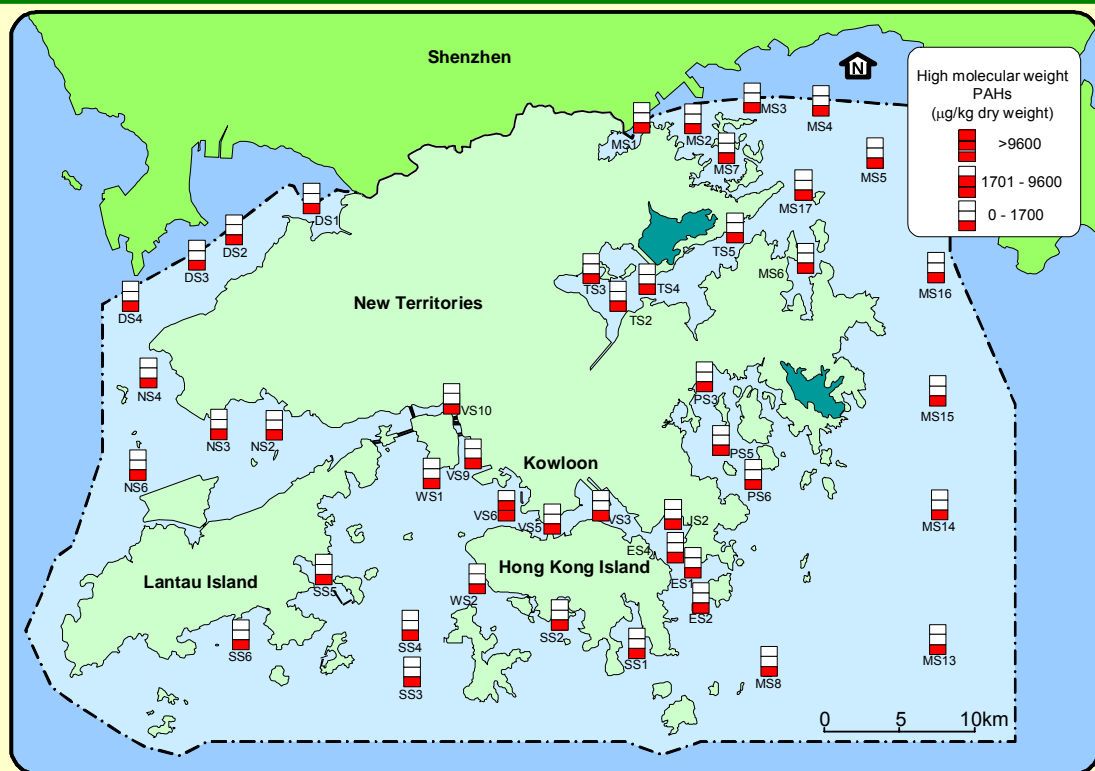 Shenzhen
N
High molecular weight
PAHs
(µg/kg dry weight)
>9600
1701 - 9600
0 - 1700
MS3
MS4
MS1
MS2
MS7
MS5
MS17
DS1
DS2
DS3
DS4
TS5
MS6
TS3
TS4
TS2
MS16
New Territories
NS4
PS3
MS15
VS10
NS3
NS2
PS5
VS9
Kowloon
NS6
WS1
PS6
VS6
VS5
VS3
JS2
MS14
ES4
Hong Kong Island
ES1
Lantau Island
SS5
WS2
ES2
SS2
SS4
SS6
SS1
MS13
SS3
MS8
0 5 10km